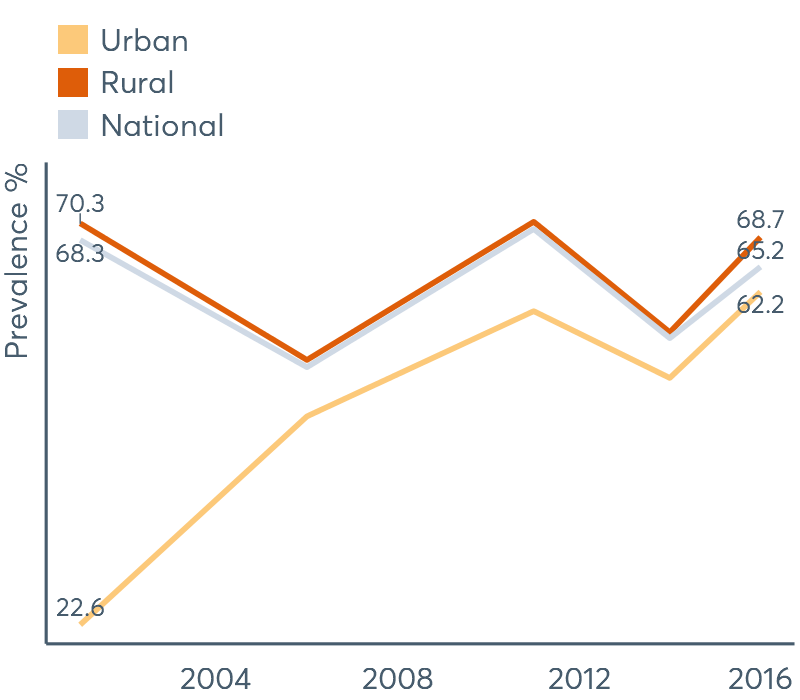 Urban
Rural
National
Prevalence %
70.3
68.3
22.6
68.7
65.2
62.2
2004
2008
2012
2016